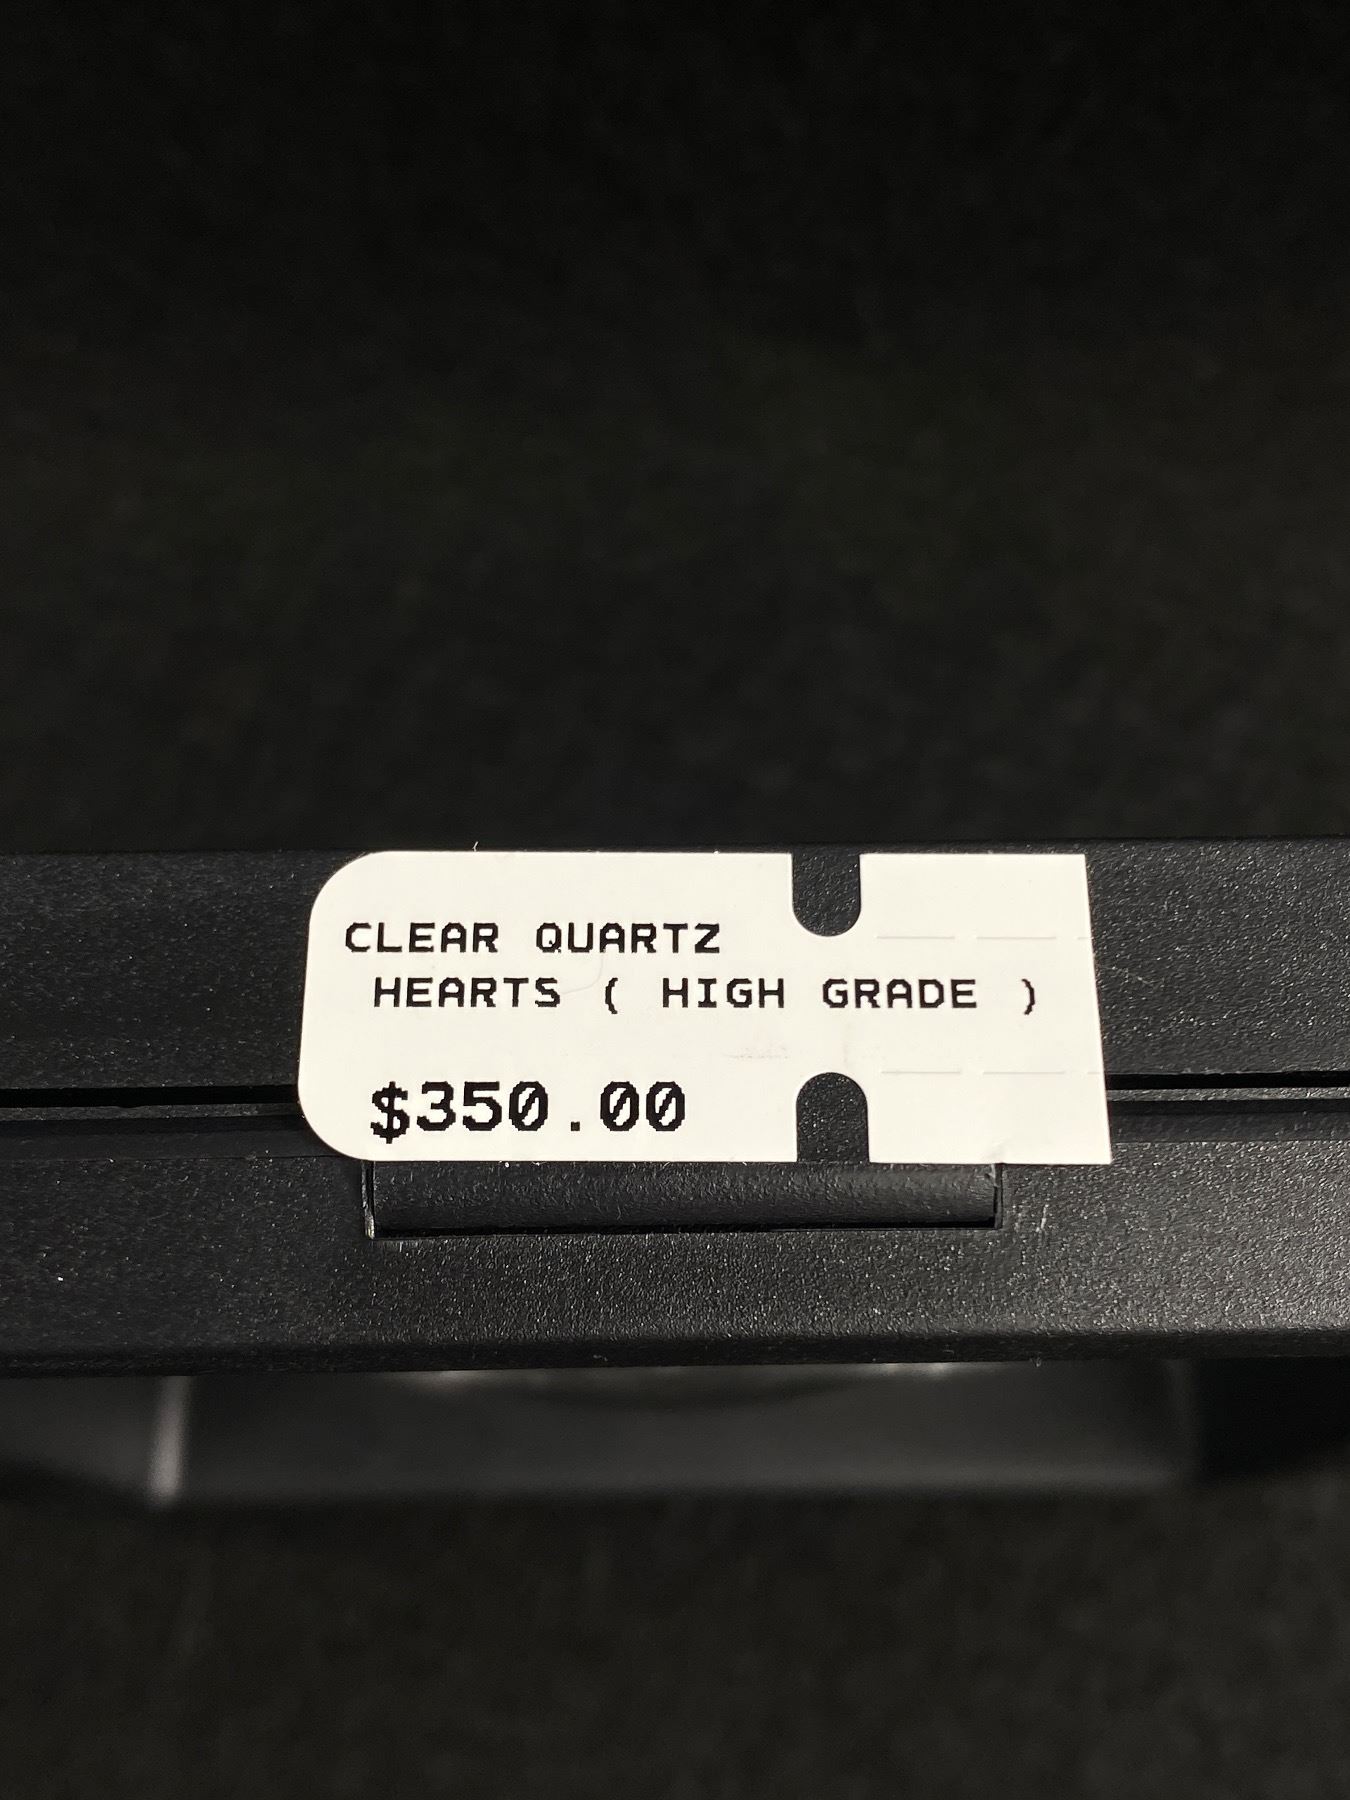 CLEAR QUARTZ
HEARTS ( HIGH GRADE )
$350.00